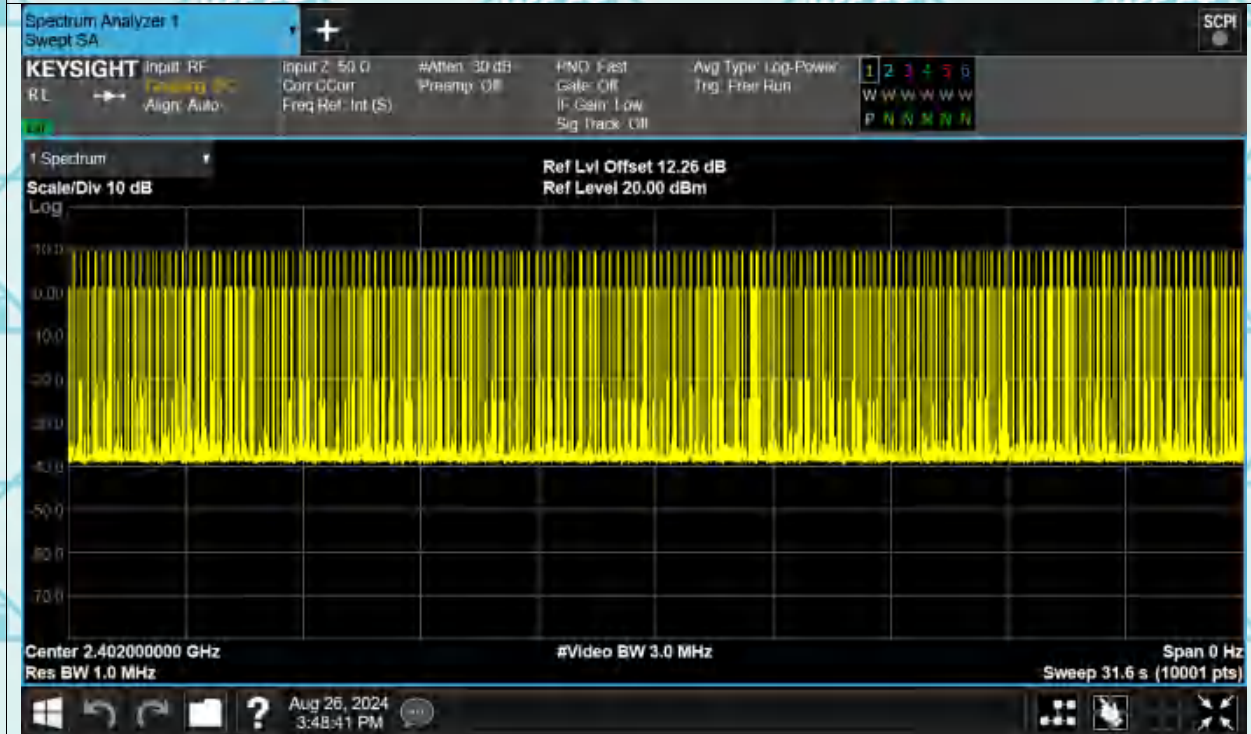 Spectrum Analyzer 1
Swept SA
+
SCPI
KEYSIGHT Input: RF Input Z: 50 Ω #Atten: 30 dB PNO: Fast Avg Type: Log-Power 1 2 3 4 5 6
RL Coupling: DC Corr CCorr Preamp: Off Gate: Off Trig: Free Run W W W W W W
Align: Auto Freq Ref: Int (S) IF Gain: Low P N N N N N
Sig Track: Off
1 Spectrum
Ref Lvl Offset 12.26 dB
Scale/Div 10 dB Ref Level 20.00 dBm
Log
10.0
0.00
-10.0
-20.0
-30.0
-40.0
-50.0
-60.0
-70.0
Center 2.402000000 GHz #Video BW 3.0 MHz Span 0 Hz
Res BW 1.0 MHz Sweep 31.6 s (10001 pts)
? Aug 26, 2024
3:48:41 PM